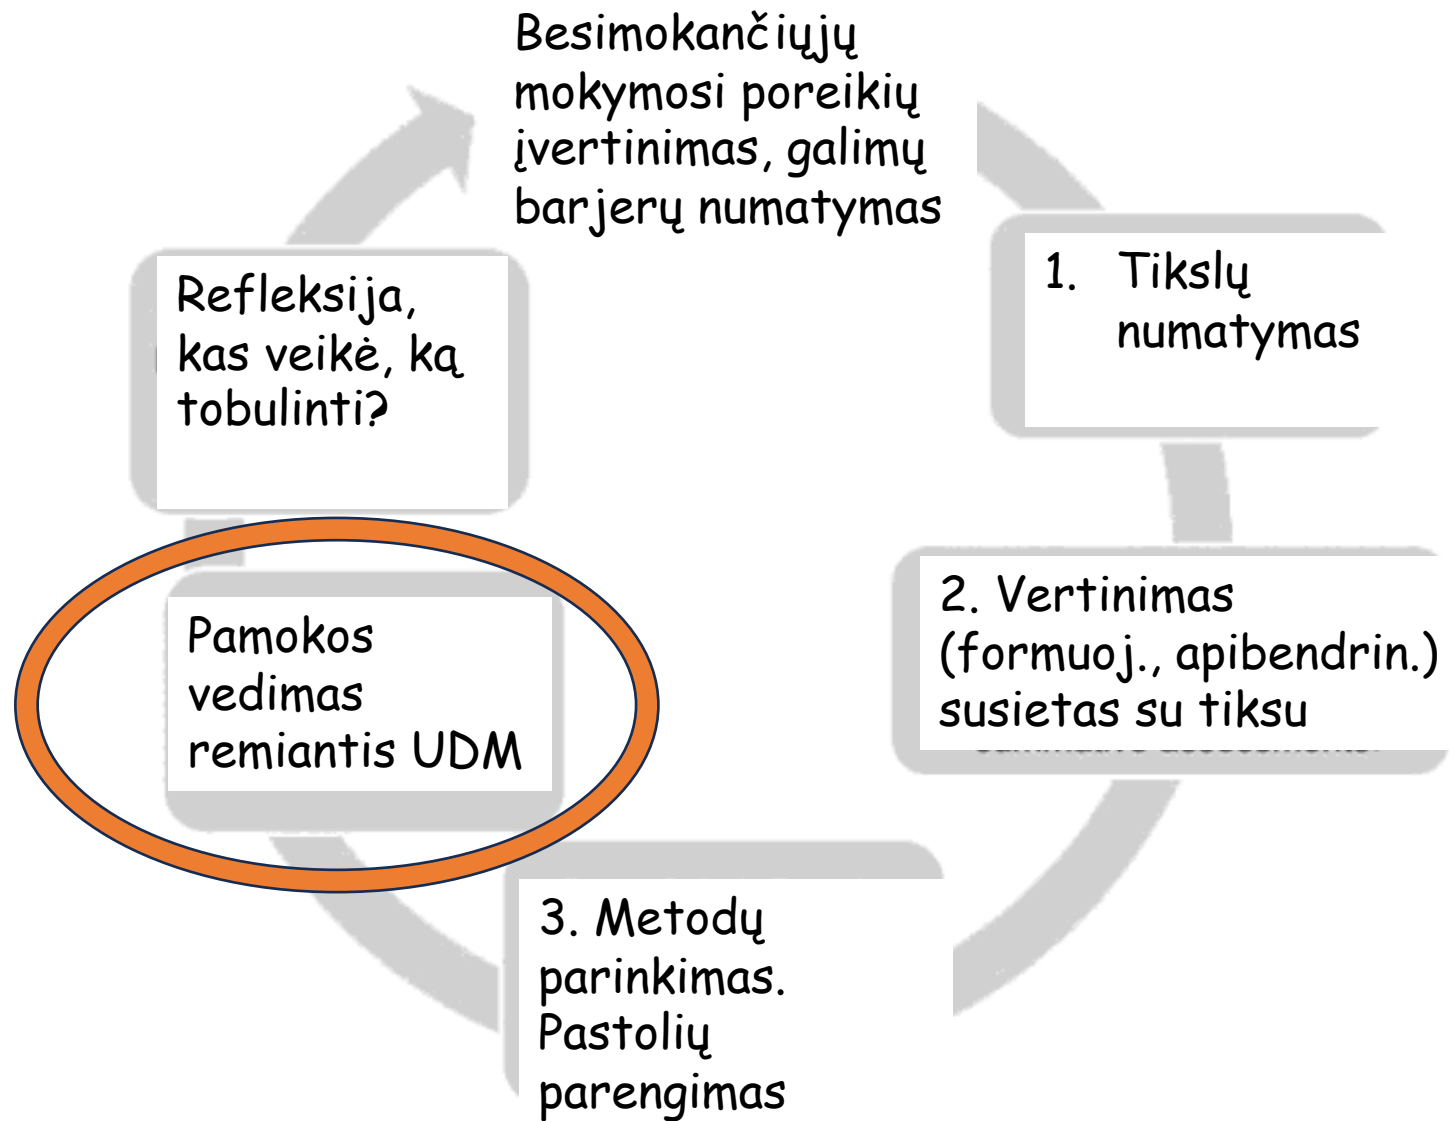 Besimokančiųjų
mokymosi poreikių
įvertinimas, galimų
barjerų numatymas
1. Tikslų
numatymas
2. Vertinimas
(formuoj., apibendrin.)
susietas su tiksu
3. Metodų
parinkimas.
Pastolių
parengimas
Pamokos
vedimas
remiantis UDM
Refleksija,
kas veikė, ką
tobulinti?